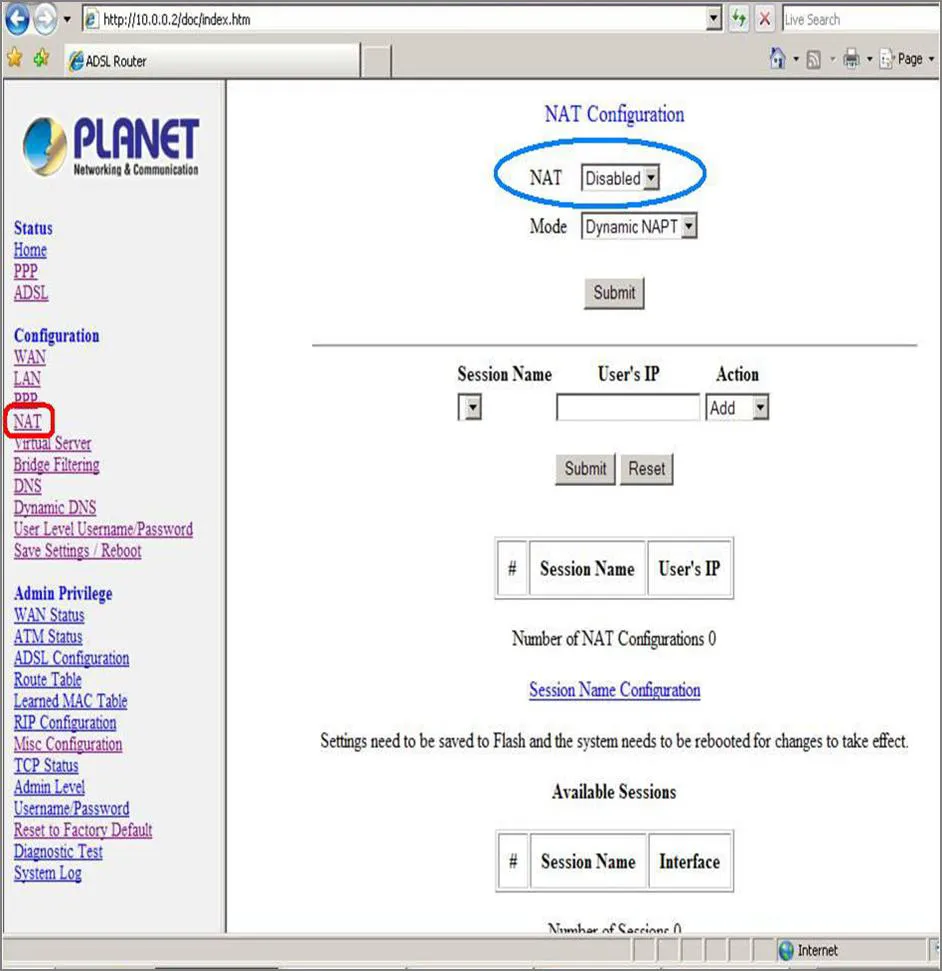 http://10.0.0.2/doc/index.htm
Live Search
ADSL Router
Page
PLANET
Networking & Communication
Status
Home
PPP
ADSL
Configuration
WAN
LAN
PPP
NAT
Virtual Server
Bridge Filtering
DNS
Dynamic DNS
User Level Username/Password
Save Settings / Reboot
Admin Privilege
WAN Status
ATM Status
ADSL Configuration
Route Table
Learned MAC Table
RIP Configuration
Misc Configuration
TCP Status
Admin Level
Username/Password
Reset to Factory Default
Diagnostic Test
System Log
NAT Configuration
NAT Disabled
Mode Dynamic NAPT
Submit
Session Name User's IP Action
Add
Submit Reset
# Session Name User's IP
Number of NAT Configurations 0
Session Name Configuration
Settings need to be saved to Flash and the system needs to be rebooted for changes to take effect.
Available Sessions
# Session Name Interface
Number of Sessions 0
Internet